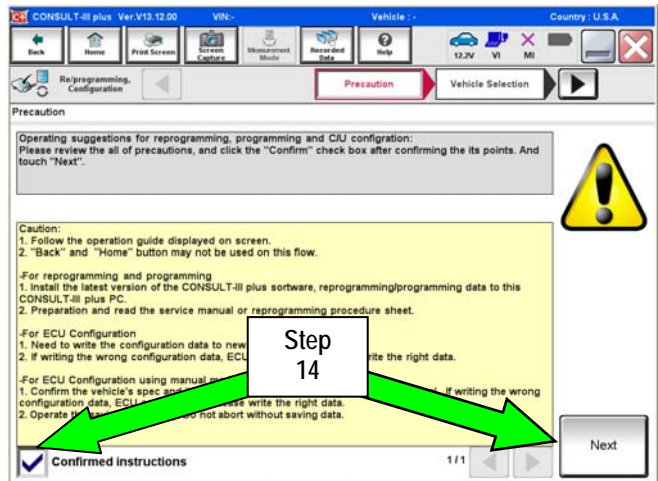 CONSULT-III plus Ver.V13.12.00 VIN:- Vehicle : - Country : U.S.A.
Back Home Print Screen Screen Capture Measurement Mode Recorded Data Help 12.2V VI MI
Re/programming, Configuration Precaution Vehicle Selection
Precaution
Operating suggestions for reprogramming, programming and C/U configration:
Please review the all of precautions, and click the "Confirm" check box after confirming the its points. And
touch "Next".
Caution:
1. Follow the operation guide displayed on screen.
2. "Back" and "Home" button may not be used on this flow.
-For reprogramming and programming
1. Install the latest version of the CONSULT-III plus sortware, reprogramming/programming data to this
CONSULT-III plus PC.
2. Preparation and read the service manual or reprogramming procedure sheet.
-For ECU Configuration
1. Need to write the configuration data to new
2. If writing the wrong configuration data, ECU rite the right data.
-For ECU Configuration using manual
1. Confirm the vehicle's spec and If writing the wrong
configuration data, ECU se write the right data.
2. Operate not abort without saving data.
Step
14
Confirmed instructions 1/1 Next